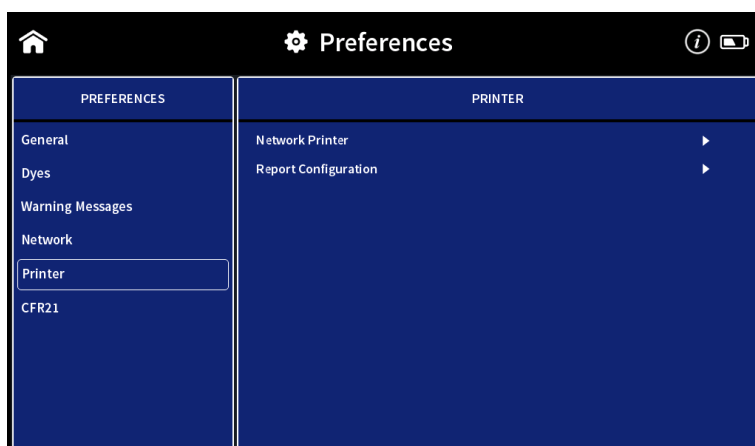 Preferences
PREFERENCES
General
Dyes
Warning Messages
Network
Printer
CFR21
PRINTER
Network Printer
Report Configuration